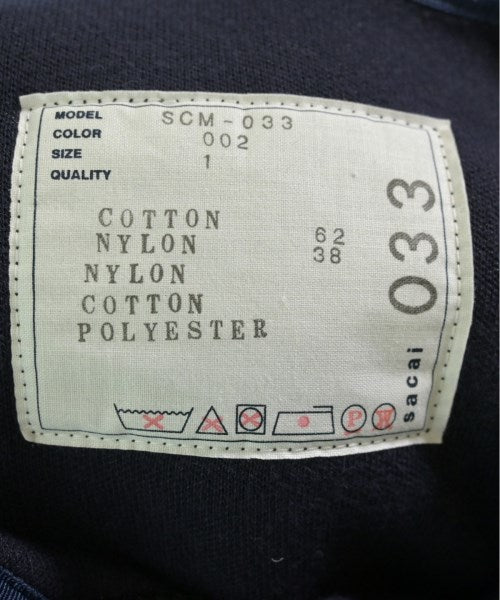 MODEL SCM-033
COLOR 002
SIZE 1
QUALITY
COTTON 62
NYLON 38
NYLON
COTTON
POLYESTER
P W
sacai 033